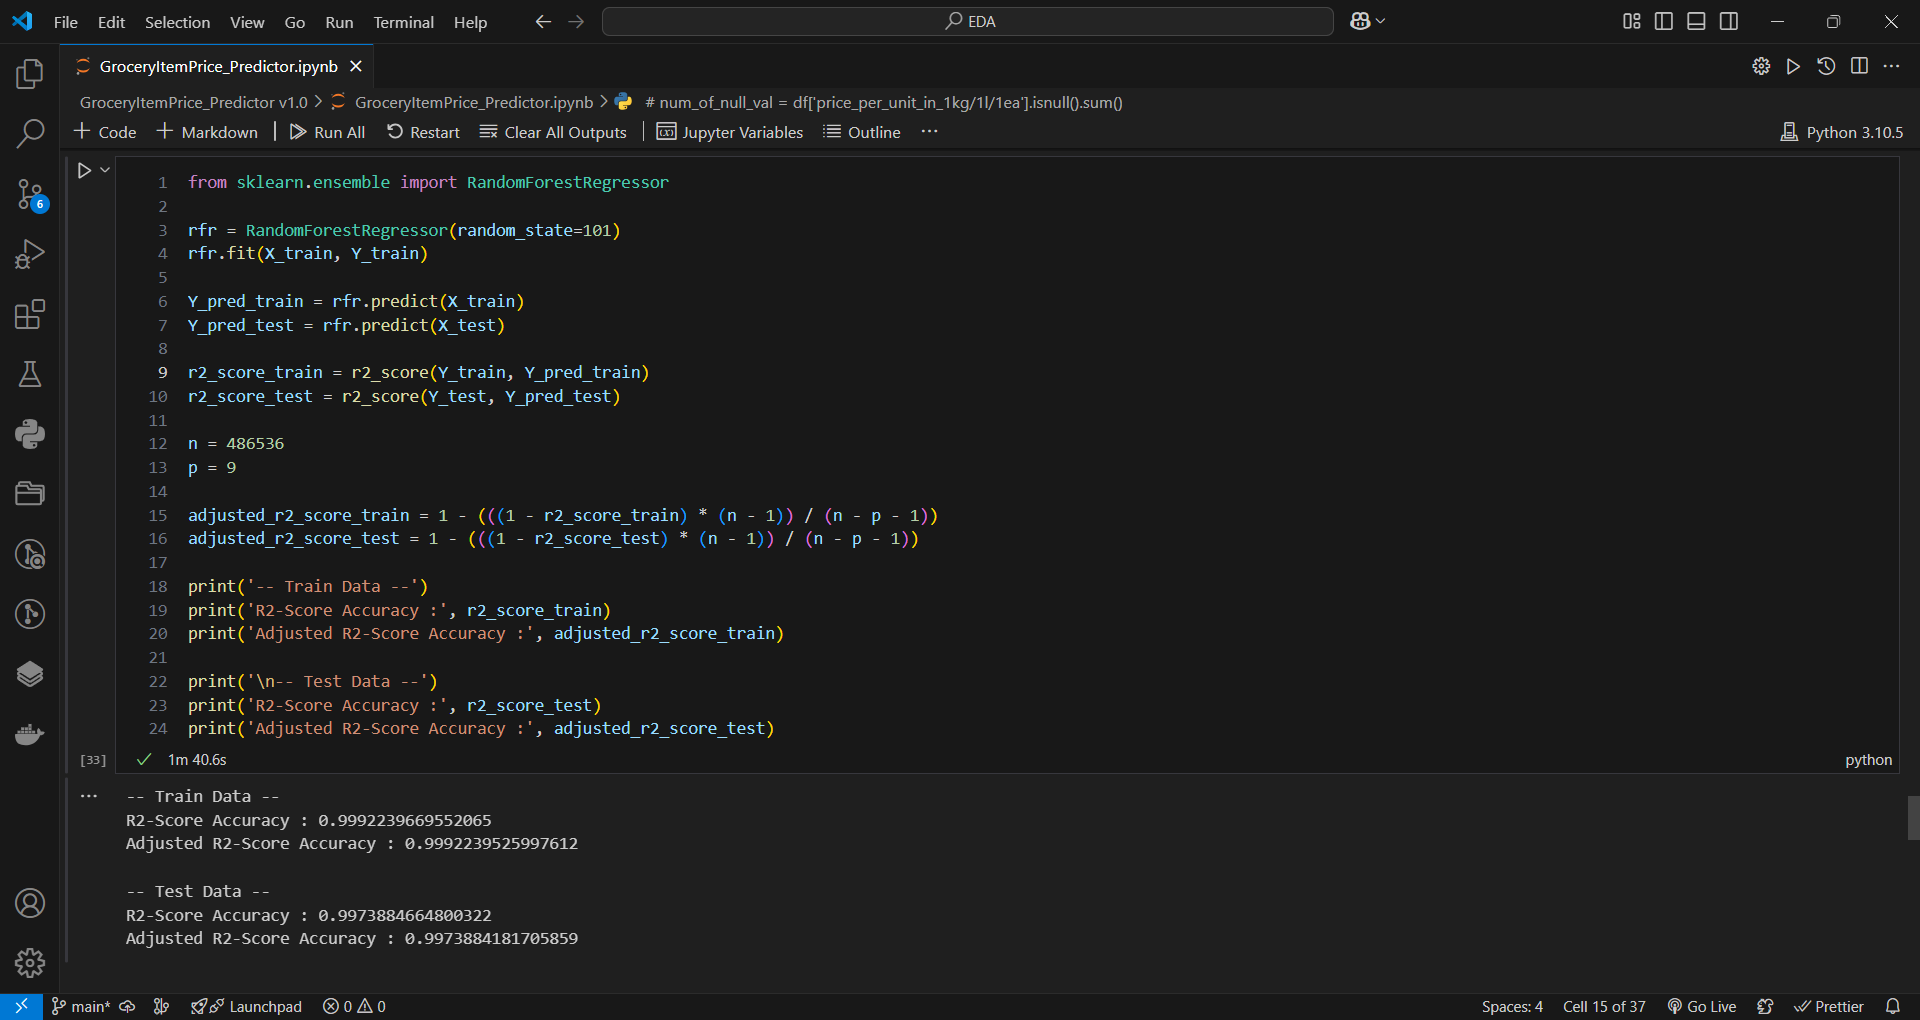 File Edit Selection View Go Run Terminal Help EDA
GroceryItemPrice_Predictor.ipynb
GroceryItemPrice_Predictor v1.0 > GroceryItemPrice_Predictor.ipynb > # num_of_null_val = df['price_per_unit_in_1kg/1l/1ea'].isnull().sum()
+ Code + Markdown | Run All Restart Clear All Outputs | Jupyter Variables Outline ... Python 3.10.5
1 from sklearn.ensemble import RandomForestRegressor
2
3 rfr = RandomForestRegressor(random_state=101)
4 rfr.fit(X_train, Y_train)
5
6 Y_pred_train = rfr.predict(X_train)
7 Y_pred_test = rfr.predict(X_test)
8
9 r2_score_train = r2_score(Y_train, Y_pred_train)
10 r2_score_test = r2_score(Y_test, Y_pred_test)
11
12 n = 486536
13 p = 9
14
15 adjusted_r2_score_train = 1 - (((1 - r2_score_train) * (n - 1)) / (n - p - 1))
16 adjusted_r2_score_test = 1 - (((1 - r2_score_test) * (n - 1)) / (n - p - 1))
17
18 print('-- Train Data --')
19 print('R2-Score Accuracy :', r2_score_train)
20 print('Adjusted R2-Score Accuracy :', adjusted_r2_score_train)
21
22 print('\n-- Test Data --')
23 print('R2-Score Accuracy :', r2_score_test)
24 print('Adjusted R2-Score Accuracy :', adjusted_r2_score_test)
6
[33] 1m 40.6s python
... -- Train Data --
R2-Score Accuracy : 0.9992239669552065
Adjusted R2-Score Accuracy : 0.9992239525997612
-- Test Data --
R2-Score Accuracy : 0.9973884664800322
Adjusted R2-Score Accuracy : 0.9973884181705859
main* Launchpad 0 0 Spaces: 4 Cell 15 of 37 Go Live Prettier